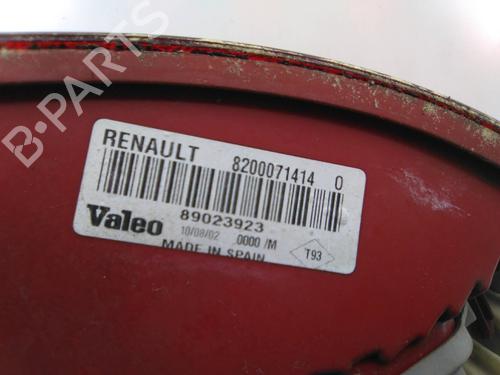 B-PARTS
RENAULT 8200071414 0
89023923
Valeo 10/08/02 0000 /M
MADE IN SPAIN T93